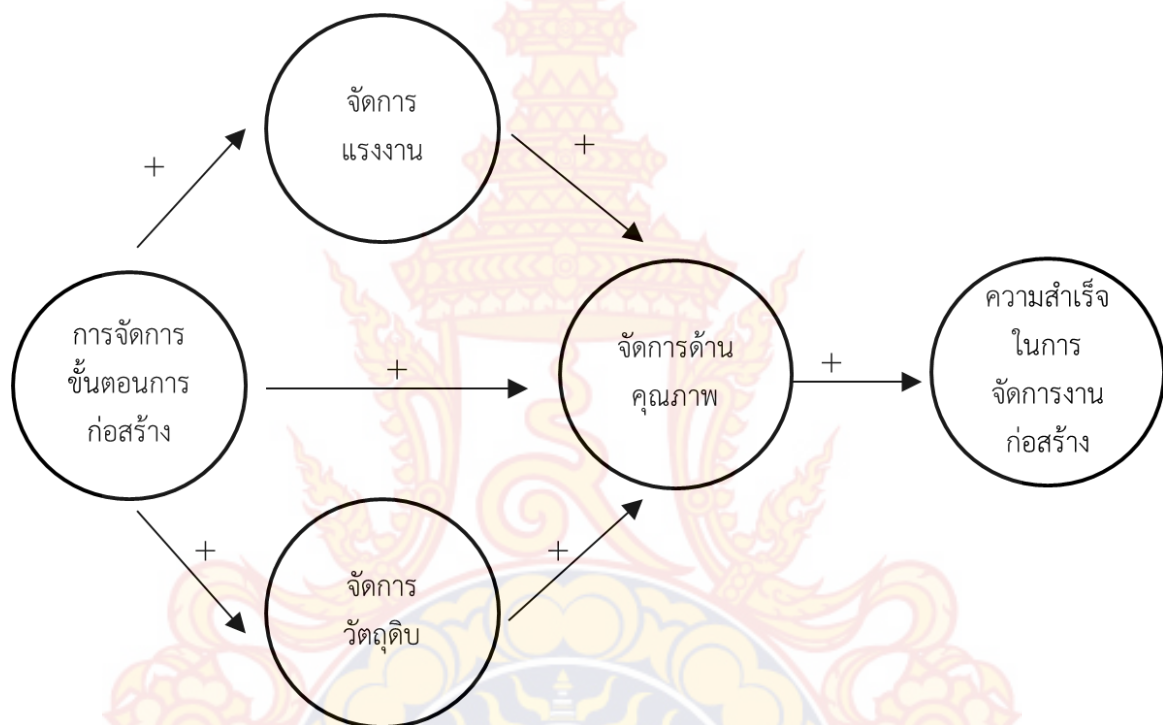 จัดการ
แรงงาน
+
+
การจัดการ
ขั้นตอนการ
ก่อสร้าง
+
จัดการด้าน
คุณภาพ
+
ความสำเร็จ
ในการ
จัดการงาน
ก่อสร้าง
+
+
จัดการ
วัตถุดิบ